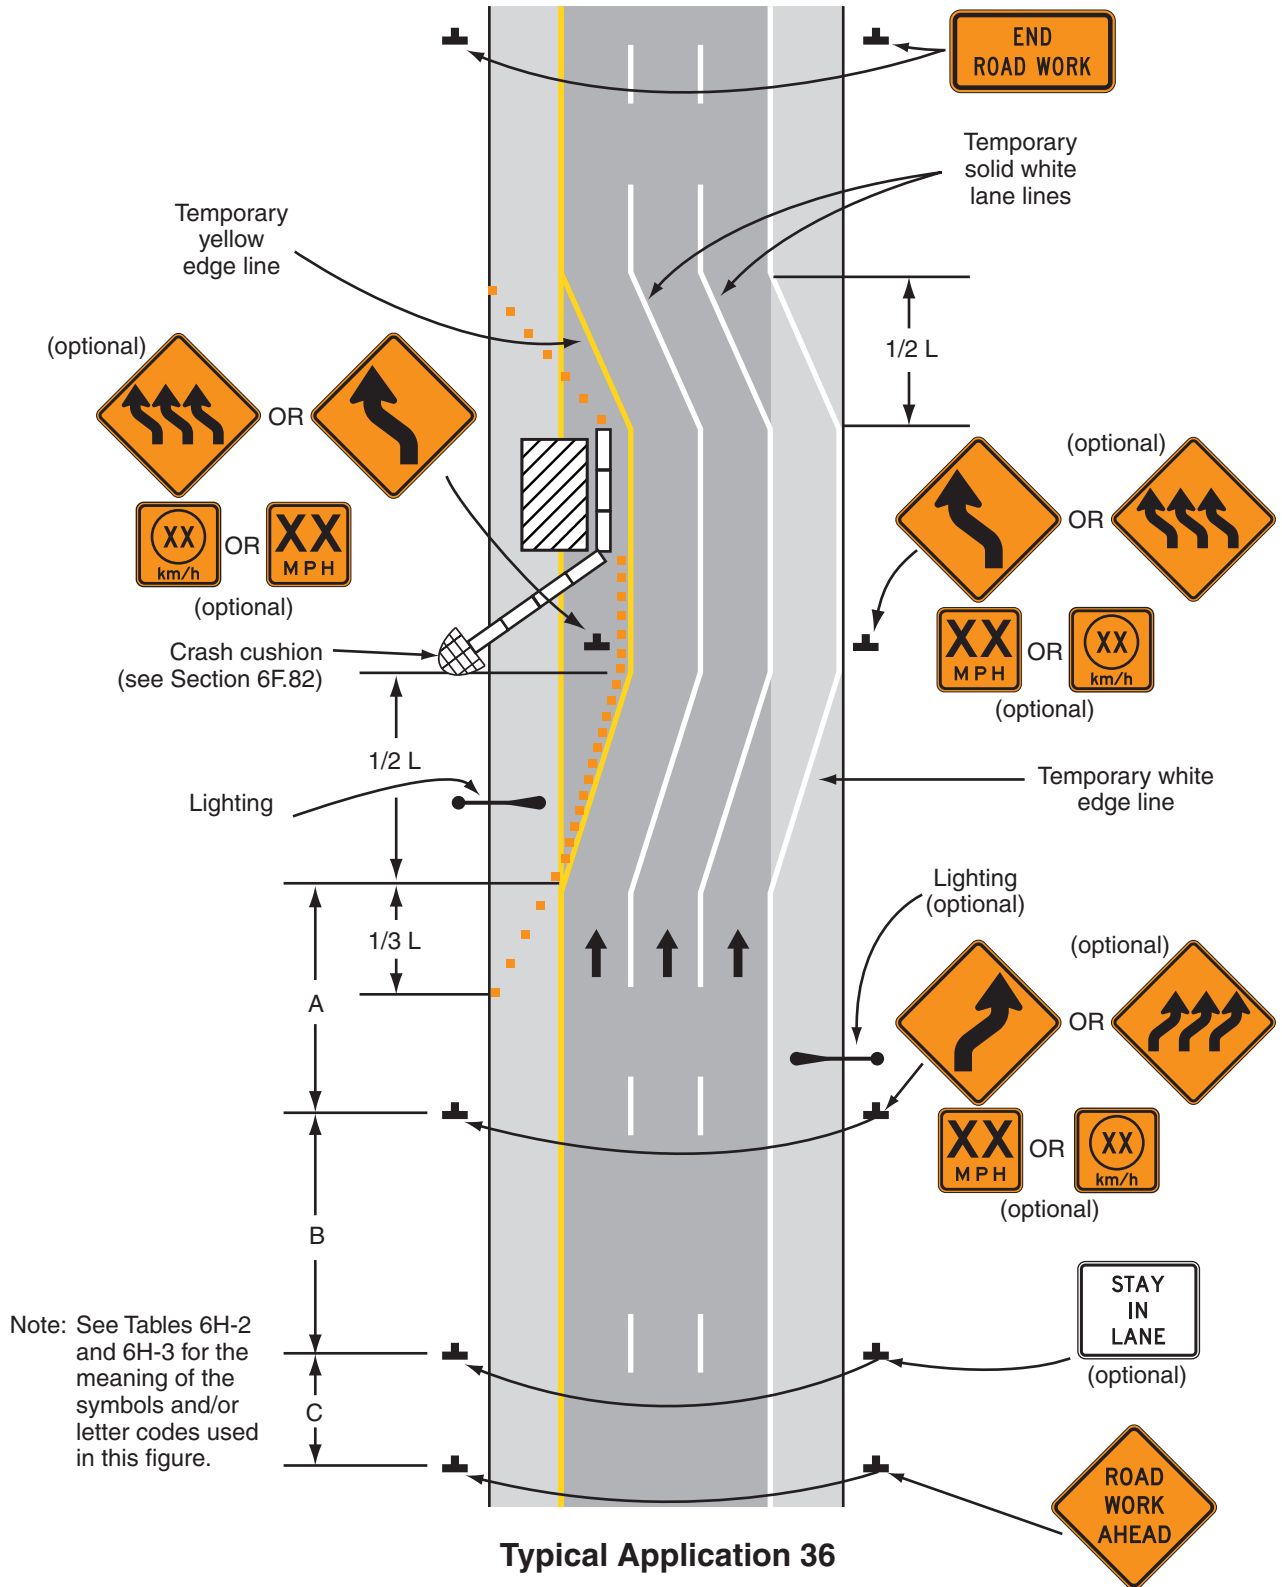 END
ROAD WORK
Temporary
solid white
lane lines
Temporary
yellow
edge line
(optional)
OR
1/2 L
XX
km/h
OR
XX
MPH
(optional)
(optional)
OR
XX
MPH
OR
XX
km/h
(optional)
Crash cushion
(see Section 6F.82)
1/2 L
Lighting
Temporary white
edge line
Lighting
(optional)
1/3 L
A
(optional)
OR
XX
MPH
OR
XX
km/h
(optional)
B
STAY
IN
LANE
(optional)
Note: See Tables 6H-2
and 6H-3 for the
meaning of the
symbols and/or
letter codes used
in this figure.
C
ROAD
WORK
AHEAD
Typical Application 36